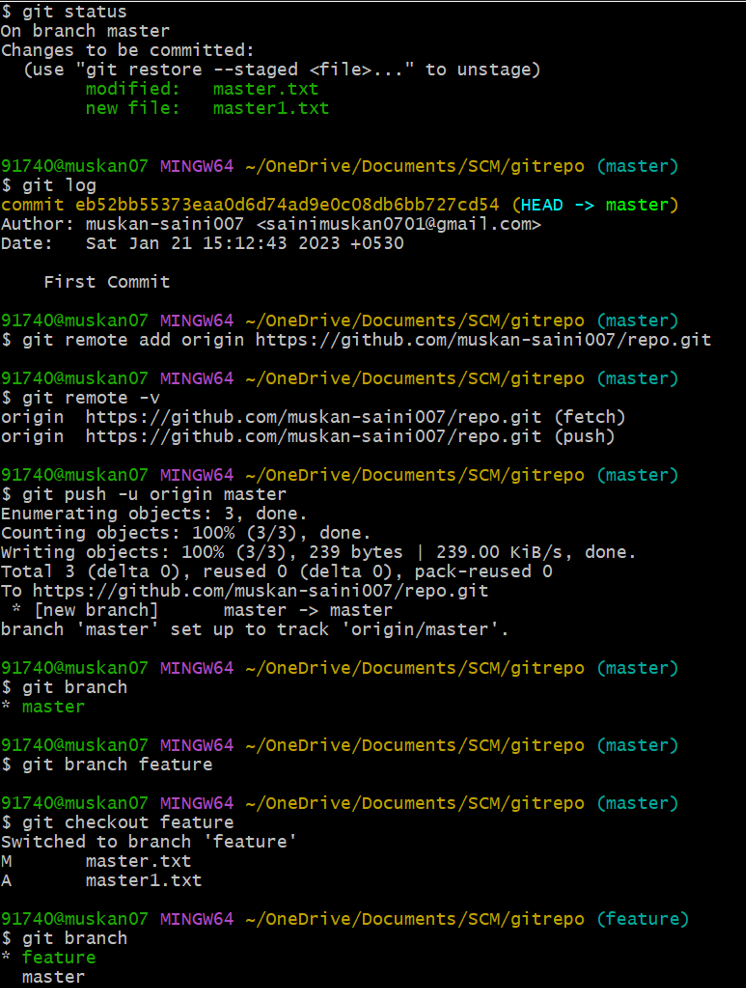 $ git status
On branch master
Changes to be committed:
  (use "git restore --staged <file>..." to unstage)
        modified:   master.txt
        new file:   master1.txt
91740@muskan07 MINGW64 ~/OneDrive/Documents/SCM/gitrepo (master)
$ git log
commit eb52bb55373eaa0d6d74ad9e0c08db6bb727cd54 (HEAD -> master)
Author: muskan-saini007 <sainimuskan0701@gmail.com>
Date:   Sat Jan 21 15:12:43 2023 +0530
    First Commit
91740@muskan07 MINGW64 ~/OneDrive/Documents/SCM/gitrepo (master)
$ git remote add origin https://github.com/muskan-saini007/repo.git
91740@muskan07 MINGW64 ~/OneDrive/Documents/SCM/gitrepo (master)
$ git remote -v
origin  https://github.com/muskan-saini007/repo.git (fetch)
origin  https://github.com/muskan-saini007/repo.git (push)
91740@muskan07 MINGW64 ~/OneDrive/Documents/SCM/gitrepo (master)
$ git push -u origin master
Enumerating objects: 3, done.
Counting objects: 100% (3/3), done.
Writing objects: 100% (3/3), 239 bytes | 239.00 KiB/s, done.
Total 3 (delta 0), reused 0 (delta 0), pack-reused 0
To https://github.com/muskan-saini007/repo.git
 * [new branch]      master -> master
branch 'master' set up to track 'origin/master'.
91740@muskan07 MINGW64 ~/OneDrive/Documents/SCM/gitrepo (master)
$ git branch
* master
91740@muskan07 MINGW64 ~/OneDrive/Documents/SCM/gitrepo (master)
$ git branch feature
91740@muskan07 MINGW64 ~/OneDrive/Documents/SCM/gitrepo (master)
$ git checkout feature
Switched to branch 'feature'
M       master.txt
A       master1.txt
91740@muskan07 MINGW64 ~/OneDrive/Documents/SCM/gitrepo (feature)
$ git branch
* feature
  master